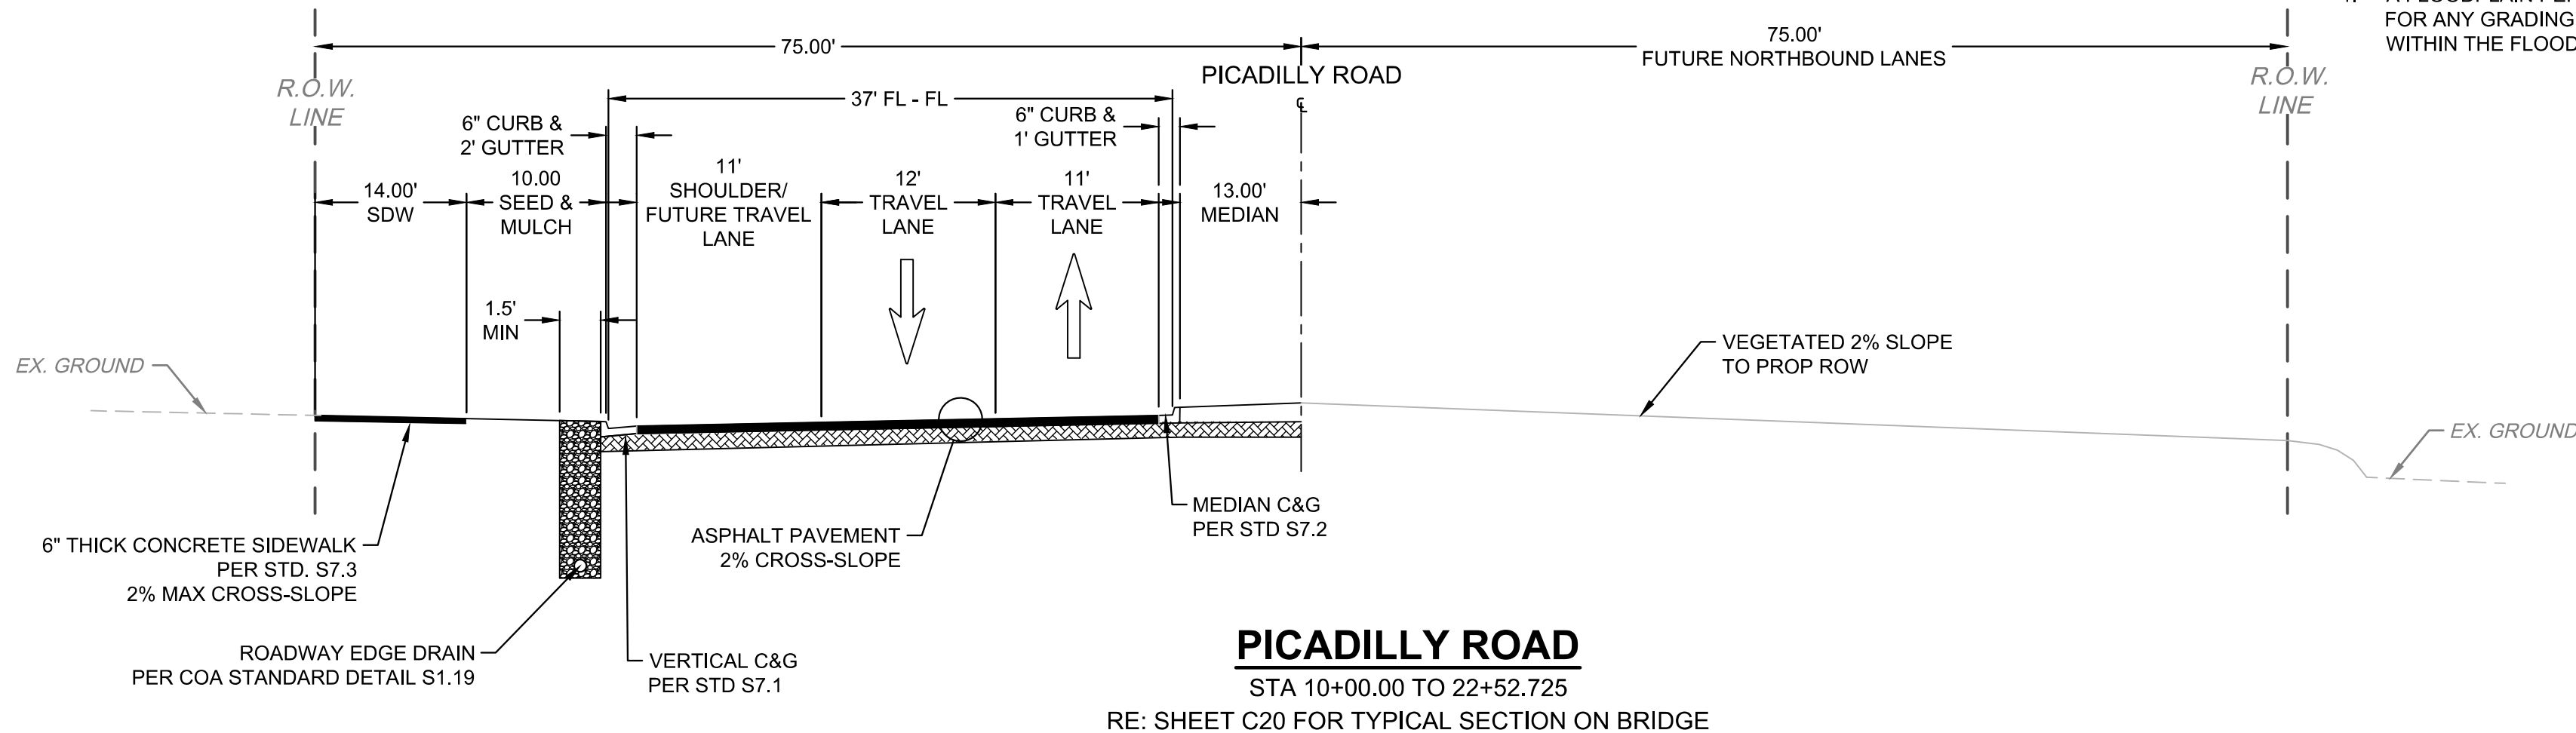 4. A FLOODPLAIN
FOR ANY GRADING
WITHIN THE
75.00'
75.00'
FUTURE NORTHBOUND LANES
PICADILLY ROAD
R.O.W.
LINE
R.O.W.
LINE
37' FL - FL
6" CURB &
2' GUTTER
6" CURB &
1' GUTTER
14.00'
SDW
10.00
SEED &
MULCH
11'
SHOULDER/
FUTURE TRAVEL
LANE
12'
TRAVEL
LANE
11'
TRAVEL
LANE
13.00'
MEDIAN
1.5'
MIN
EX. GROUND
VEGETATED 2% SLOPE
TO PROP ROW
EX. GROUND
MEDIAN C&G
PER STD S7.2
ASPHALT PAVEMENT
2% CROSS-SLOPE
6" THICK CONCRETE SIDEWALK
PER STD. S7.3
2% MAX CROSS-SLOPE
ROADWAY EDGE DRAIN
PER COA STANDARD DETAIL S1.19
VERTICAL C&G
PER STD S7.1
PICADILLY ROAD
STA 10+00.00 TO 22+52.725
RE: SHEET C20 FOR TYPICAL SECTION ON BRIDGE